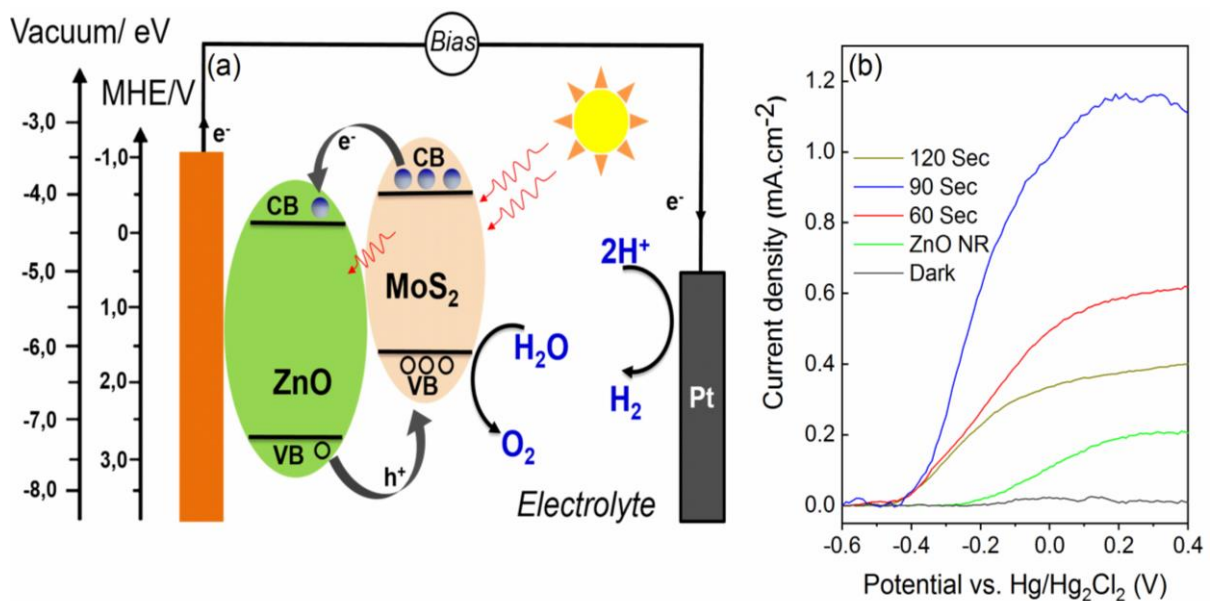 Vacuum/ eV
(a)
Bias
MHE/V
-3,0
-4,0
-5,0
-6,0
-7,0
-8,0
-1,0
0
1,0
2,0
3,0
e-
e-
CB
CB
MoS2
ZnO
VB
VB
h+
H2O
O2
2H+
H2
e-
Pt
Electrolyte
(b)
Current density (mA.cm-2)
1.2
1.0
0.8
0.6
0.4
0.2
0.0
120 Sec
90 Sec
60 Sec
ZnO NR
Dark
-0.6
-0.4
-0.2
0.0
0.2
0.4
Potential vs. Hg/Hg2Cl2 (V)